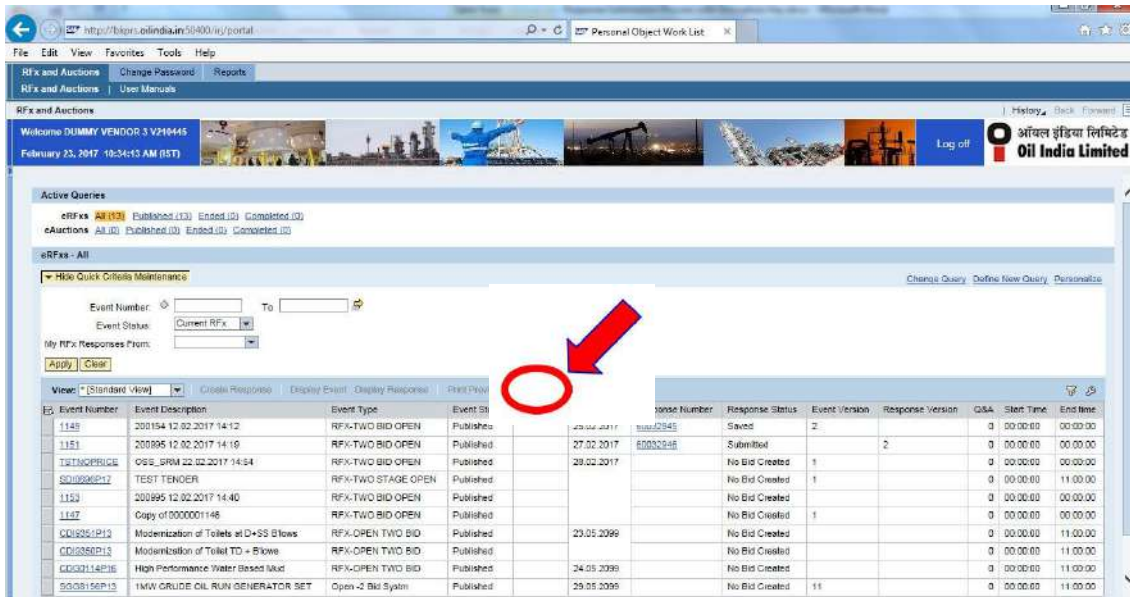 http://bkprs.oilindia.in:50400/irj/portal
Personal Object Work List
File Edit View Favorites Tools Help
RFx and Auctions Change Password Reports
RFx and Auctions | User Manuals
RFx and Auctions
History Back Forward
Welcome DUMMY VENDOR 3 V210445
February 23, 2017 10:34:13 AM (IST)
Log off
ऑयल इंडिया लिमिटेड
Oil India Limited
Active Queries
eRFxs All (13) Published (13) Ended (0) Completed (0)
eAuctions All (0) Published (0) Ended (0) Completed (0)
eRFxs - All
Hide Quick Criteria Maintenance
Change Query Define New Query Personalize
Event Number: To
Event Status: Current RFx
My RFx Responses From:
Apply Clear
View: * [Standard View] Create Response Display Event Display Response Print Previ
Event Number Event Description Event Type Event St onse Number Response Status Event Version Response Version Q&A Start Time End time
1149 200154 12.02.2017 14:12 RFX-TWO BID OPEN Published 25.02.2017 60032945 Saved 2 0 00:00:00 00:00:00
1151 200995 12.02.2017 14:19 RFX-TWO BID OPEN Published 27.02.2017 60032946 Submitted 2 0 00:00:00 00:00:00
TSTNOPRICE OSS_SRM 22.02.2017 14:54 RFX-TWO BID OPEN Published 28.02.2017 No Bid Created 1 0 00:00:00 00:00:00
SDI0696P17 TEST TENDER RFX-TWO STAGE OPEN Published No Bid Created 1 0 00:00:00 11:00:00
1153 200995 12.02.2017 14:40 RFX-TWO BID OPEN Published No Bid Created 0 00:00:00 00:00:00
1147 Copy of 0000001146 RFX-TWO BID OPEN Published No Bid Created 1 0 00:00:00 00:00:00
CDI9351P13 Modernization of Toilets at D+SS B'lows RFX-OPEN TWO BID Published 23.05.2099 No Bid Created 0 00:00:00 11:00:00
CDI9350P13 Modernization of Toilet TD + B'lowe RFX-OPEN TWO BID Published No Bid Created 0 00:00:00 11:00:00
CDG0114P16 High Performance Water Based Mud RFX-OPEN TWO BID Published 24.05.2099 No Bid Created 0 00:00:00 11:00:00
SGG8156P13 1MW CRUDE OIL RUN GENERATOR SET Open -2 Bid Systm Published 29.05.2099 No Bid Created 11 0 00:00:00 11:00:00